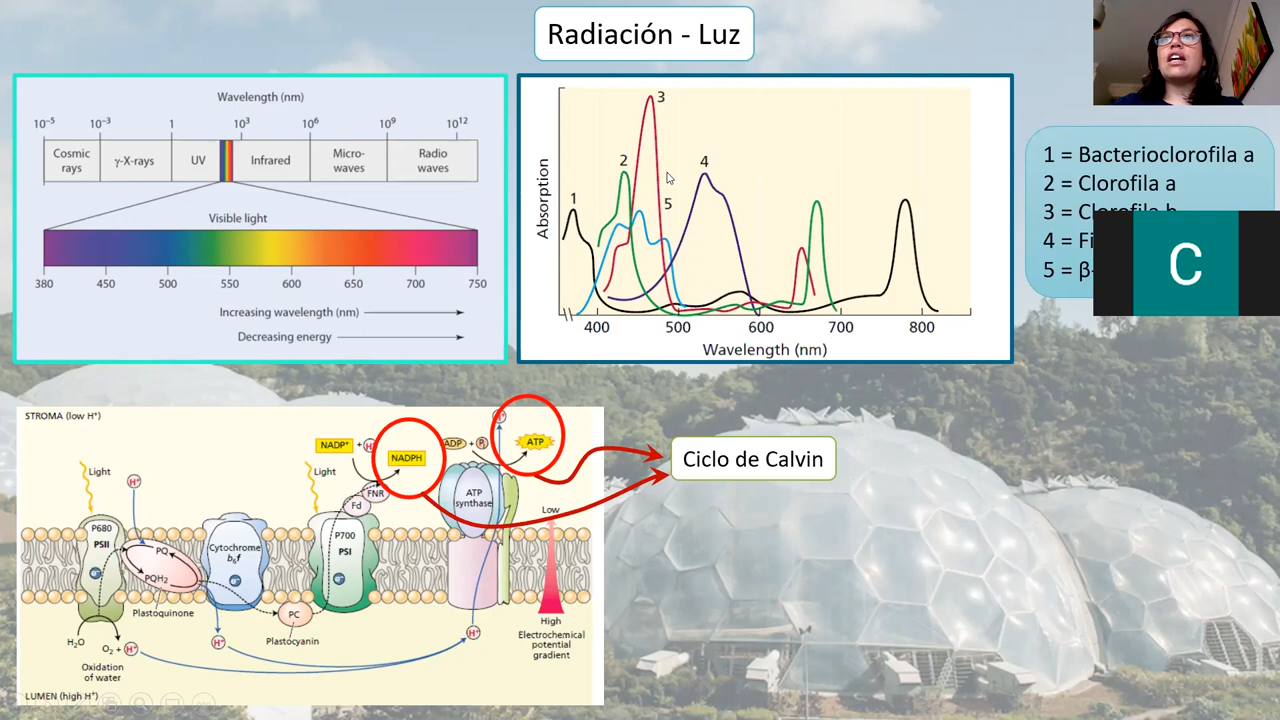 Radiación - Luz
Wavelength (nm)
10⁻⁵ 10⁻³ 1 10³ 10⁶ 10⁹ 10¹²
Cosmic rays
γ-X-rays
UV
Infrared
Micro-
waves
Radio
waves
Visible light
380 450 500 550 600 650 700 750
Increasing wavelength (nm)
Decreasing energy
Absorption
1
2
3
4
5
400 500 600 700 800
Wavelength (nm)
1 = Bacterioclorofila a
2 = Clorofila a
3 = Clorofila b
4 = Fi
5 = β-
C
STROMA (low H⁺)
Light
H⁺
P680
PSII
e⁻
PQ
PQH₂
Plastoquinone
H₂O
O₂ + H⁺
Oxidation
of water
Cytochrome
b₆f
e⁻
H⁺
PC
Plastocyanin
Light
P700
PSI
e⁻
Fd
FNR
NADP⁺ + H⁺
NADPH
ADP + Pᵢ
ATP
H⁺
ATP
synthase
H⁺
Low
High
Electrochemical
potential
gradient
LUMEN (high H⁺)
Ciclo de Calvin